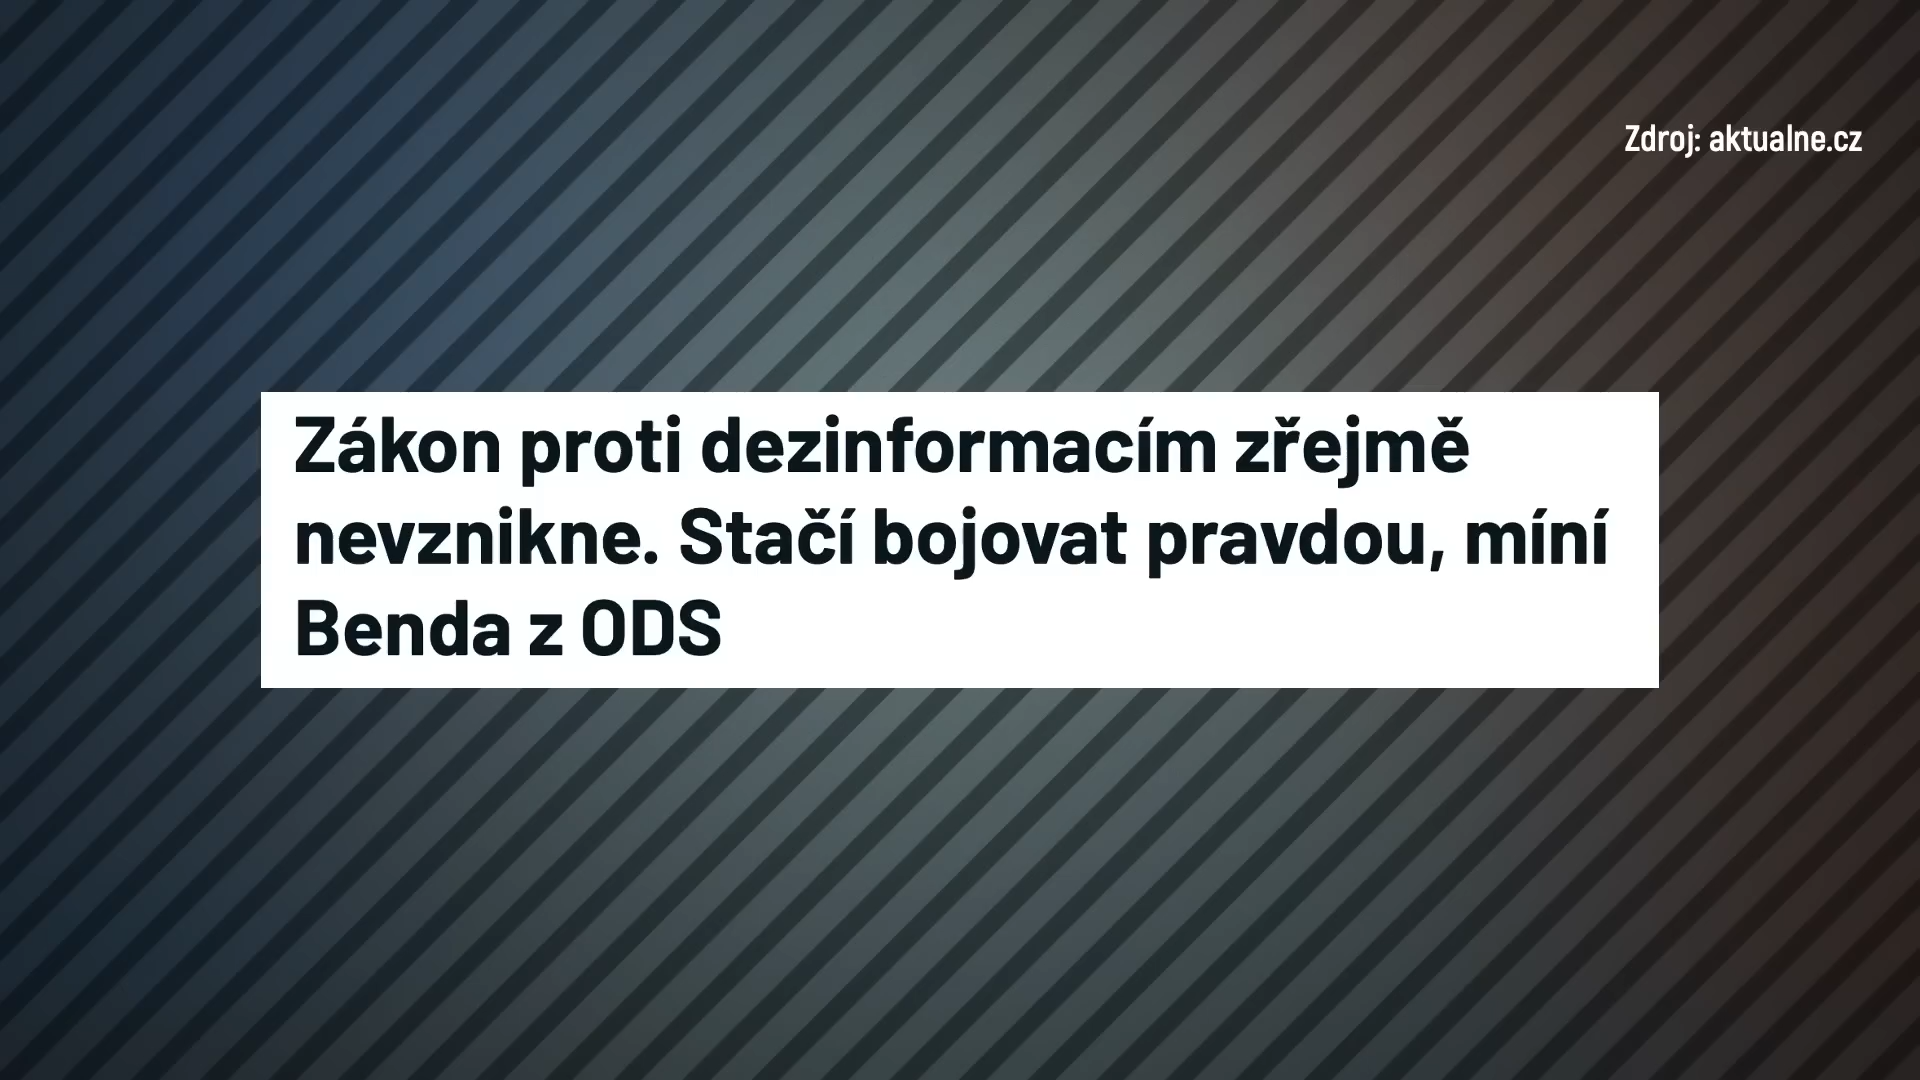 Zdroj: aktualne.cz
Zákon proti dezinformacím zřejmě
nevznikne. Stačí bojovat pravdou, míní
Benda z ODS